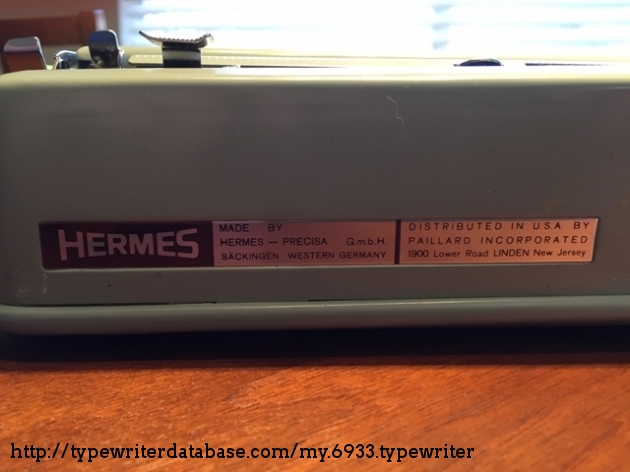 HERMES
MADE BY
HERMES – PRECISA G.m.b.H.
SÄCKINGEN WESTERN GERMANY
DISTRIBUTED IN U.S.A. BY
PAILLARD INCORPORATED
1900 Lower Road LINDEN New Jersey
http://typewriterdatabase.com/my.6933.typewriter